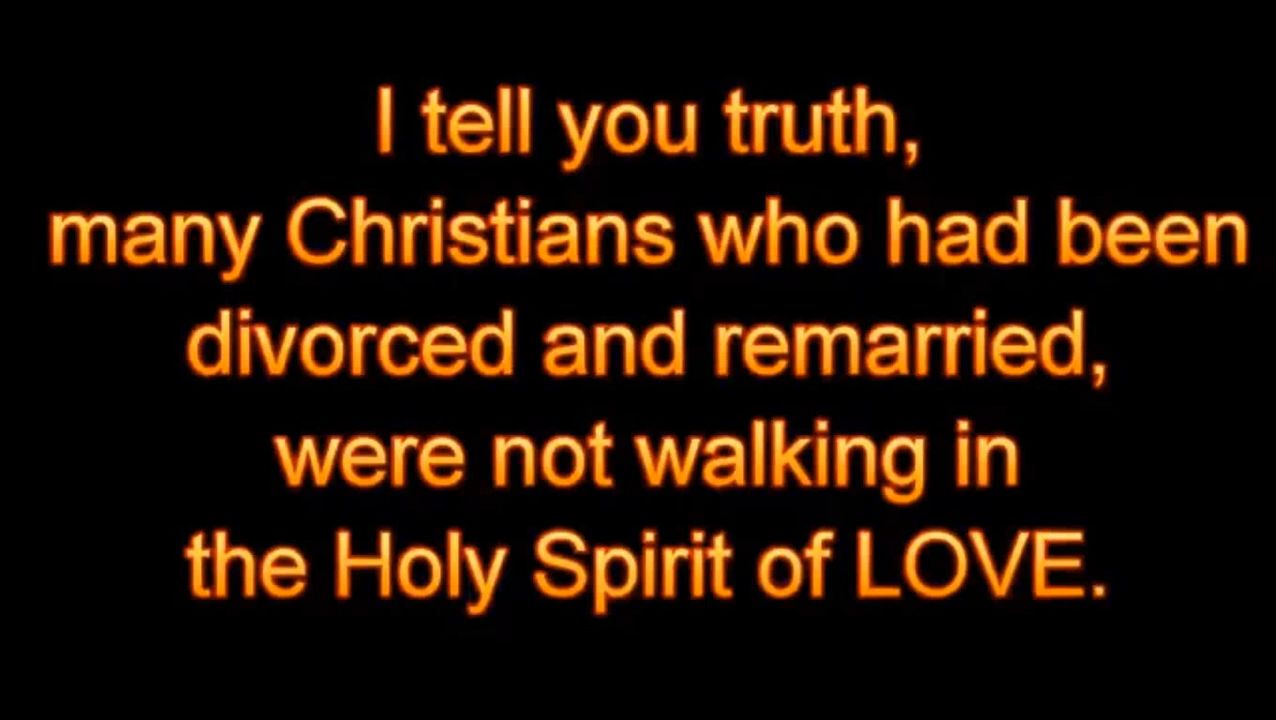 I tell you truth,
many Christians who had been
divorced and remarried,
were not walking in
the Holy Spirit of LOVE.